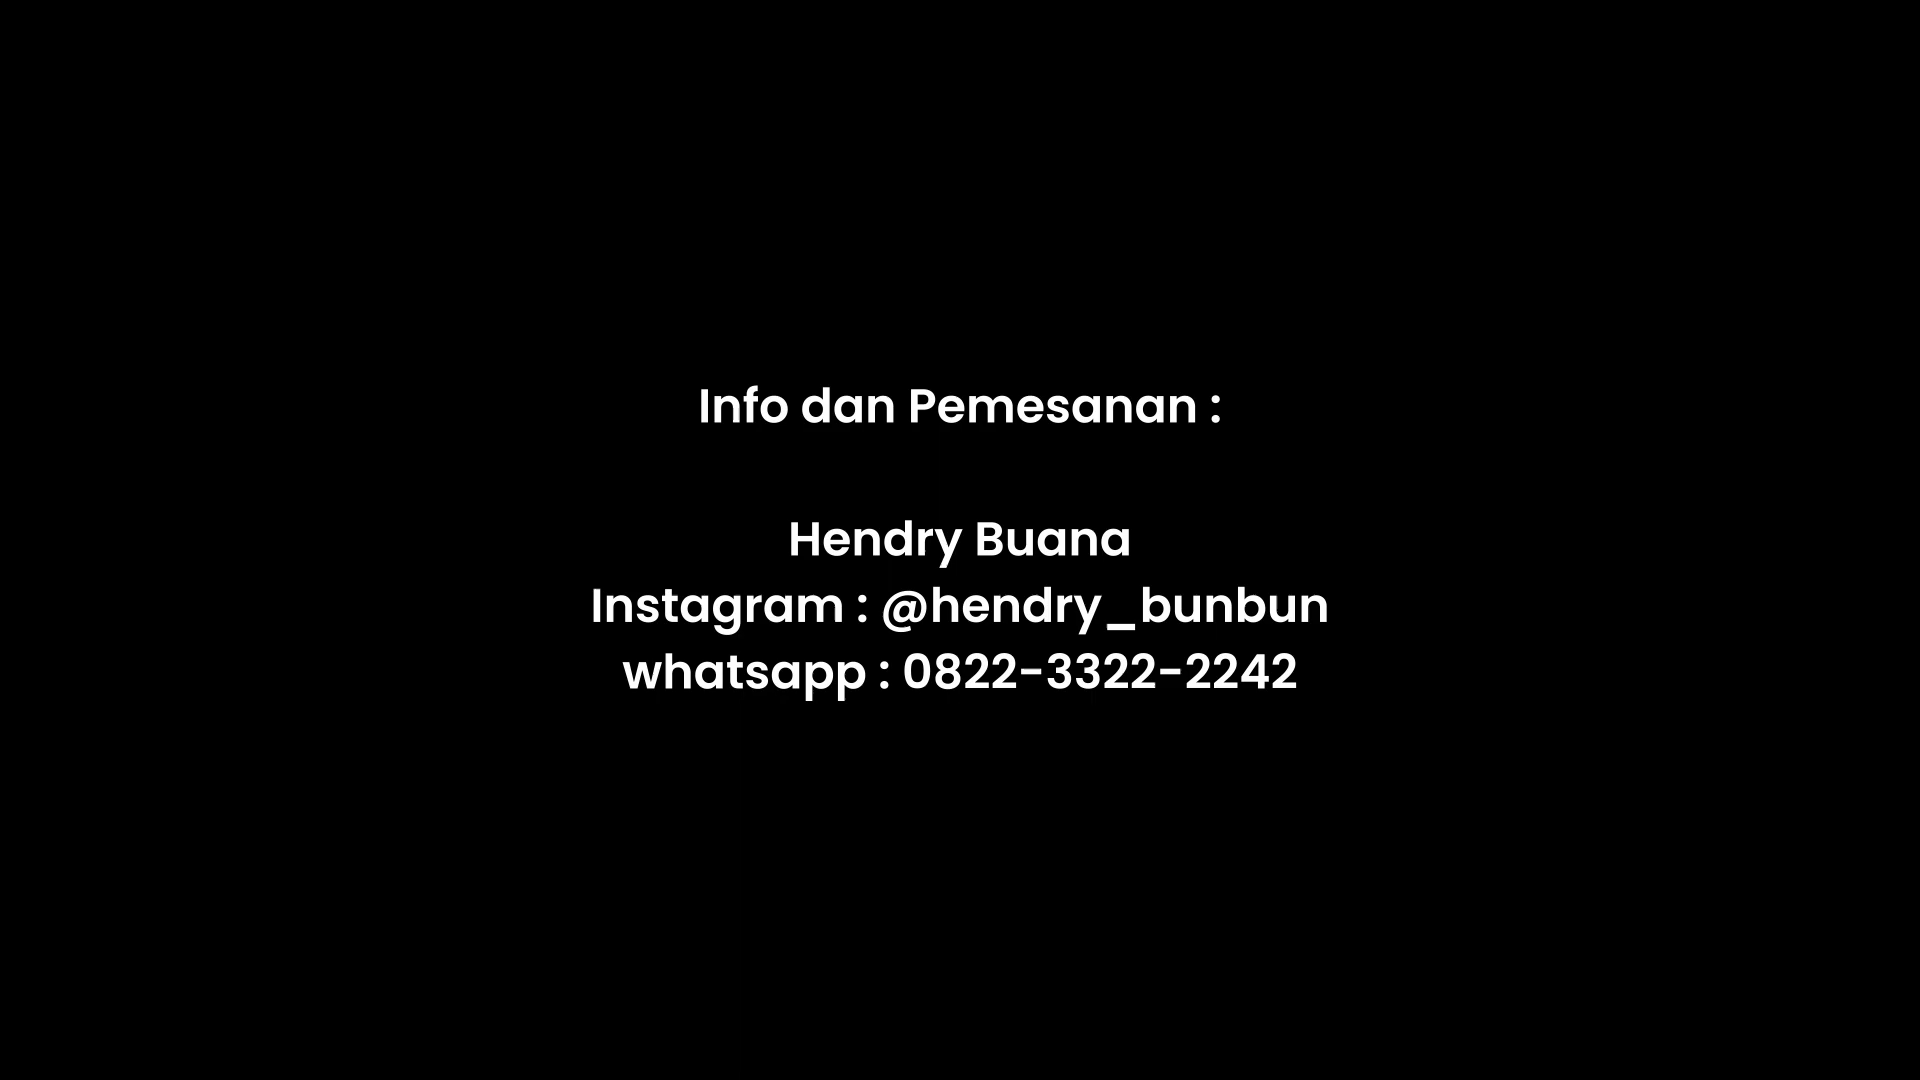 Info dan Pemesanan :
Hendry Buana
Instagram : @hendry_bunbun
whatsapp : 0822-3322-2242